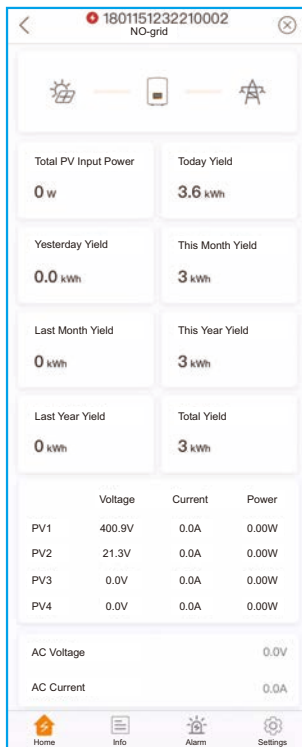 1801151232210002
NO-grid
Total PV Input Power Today Yield
0 w 3.6 kWh
Yesterday Yield This Month Yield
0.0 kWh 3 kWh
Last Month Yield This Year Yield
0 kWh 3 kWh
Last Year Yield Total Yield
0 kWh 3 kWh
Voltage Current Power
PV1 400.9V 0.0A 0.00W
PV2 21.3V 0.0A 0.00W
PV3 0.0V 0.0A 0.00W
PV4 0.0V 0.0A 0.00W
AC Voltage 0.0V
AC Current 0.0A
Home Info Alarm Settings